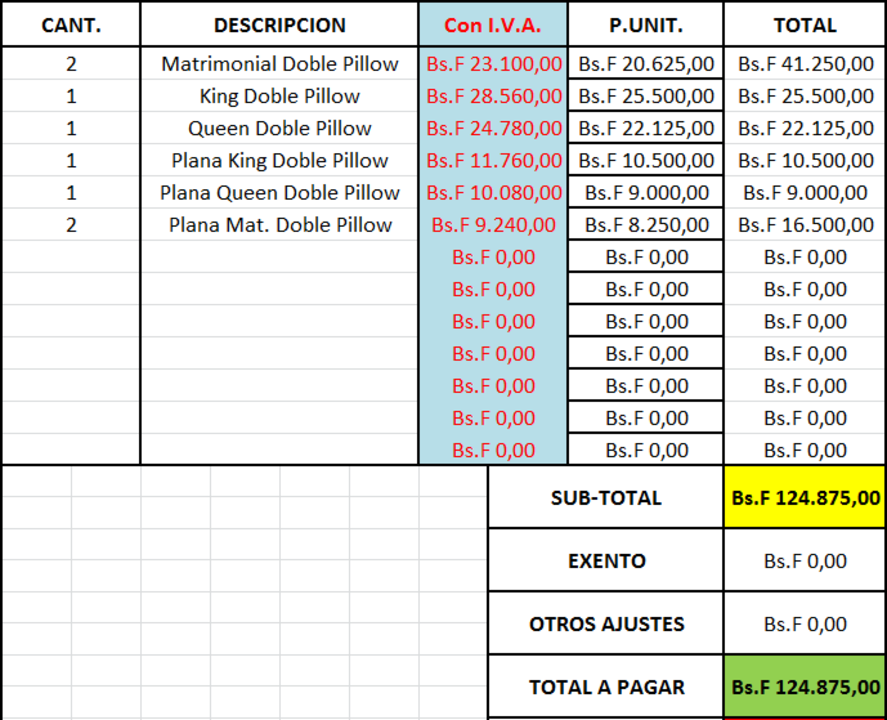 CANT. DESCRIPCION Con I.V.A. P.UNIT. TOTAL
2 Matrimonial Doble Pillow Bs.F 23.100,00 Bs.F 20.625,00 Bs.F 41.250,00
1 King Doble Pillow Bs.F 28.560,00 Bs.F 25.500,00 Bs.F 25.500,00
1 Queen Doble Pillow Bs.F 24.780,00 Bs.F 22.125,00 Bs.F 22.125,00
1 Plana King Doble Pillow Bs.F 11.760,00 Bs.F 10.500,00 Bs.F 10.500,00
1 Plana Queen Doble Pillow Bs.F 10.080,00 Bs.F 9.000,00 Bs.F 9.000,00
2 Plana Mat. Doble Pillow Bs.F 9.240,00 Bs.F 8.250,00 Bs.F 16.500,00
Bs.F 0,00 Bs.F 0,00 Bs.F 0,00
Bs.F 0,00 Bs.F 0,00 Bs.F 0,00
Bs.F 0,00 Bs.F 0,00 Bs.F 0,00
Bs.F 0,00 Bs.F 0,00 Bs.F 0,00
Bs.F 0,00 Bs.F 0,00 Bs.F 0,00
Bs.F 0,00 Bs.F 0,00 Bs.F 0,00
Bs.F 0,00 Bs.F 0,00 Bs.F 0,00
SUB-TOTAL Bs.F 124.875,00
EXENTO Bs.F 0,00
OTROS AJUSTES Bs.F 0,00
TOTAL A PAGAR Bs.F 124.875,00